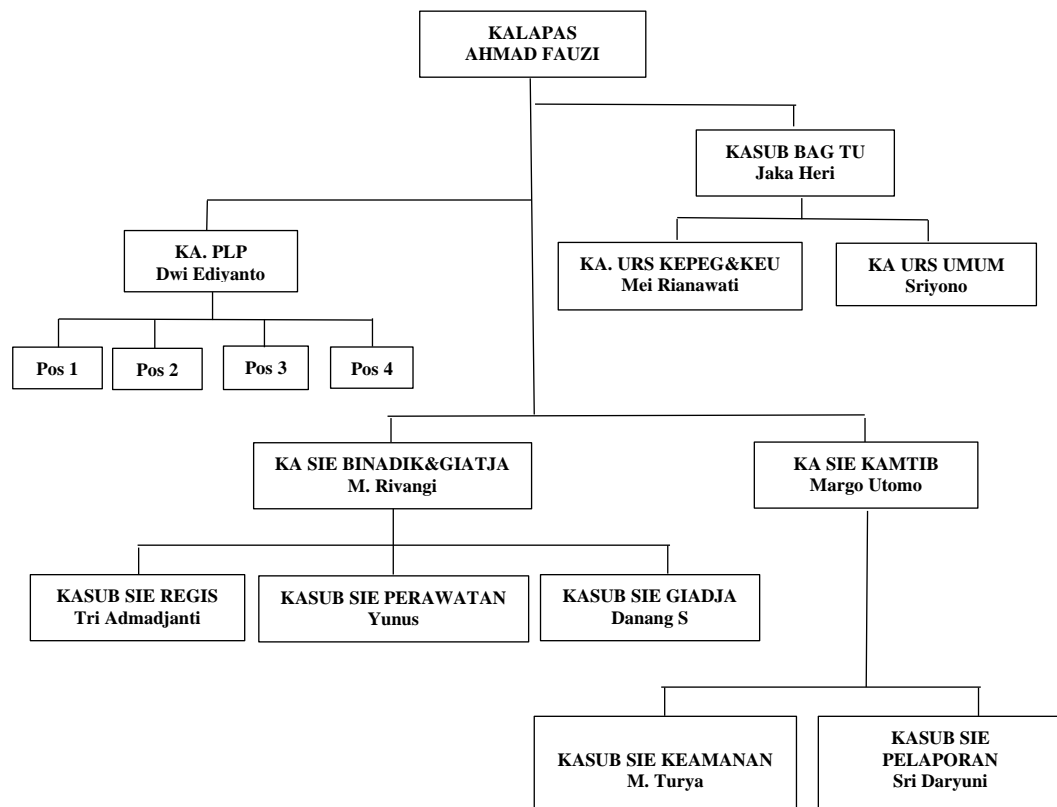 KALAPAS
AHMAD FAUZI
KASUB BAG TU
Jaka Heri
KA. PLP
Dwi Ediyanto
KA. URS KEPEG&KEU
Mei Rianawati
KA URS UMUM
Sriyono
Pos 1
Pos 2
Pos 3
Pos 4
KA SIE BINADIK&GIATJA
M. Rivangi
KA SIE KAMTIB
Margo Utomo
KASUB SIE REGIS
Tri Admadjanti
KASUB SIE PERAWATAN
Yunus
KASUB SIE GIADJA
Danang S
KASUB SIE KEAMANAN
M. Turya
KASUB SIE
PELAPORAN
Sri Daryuni